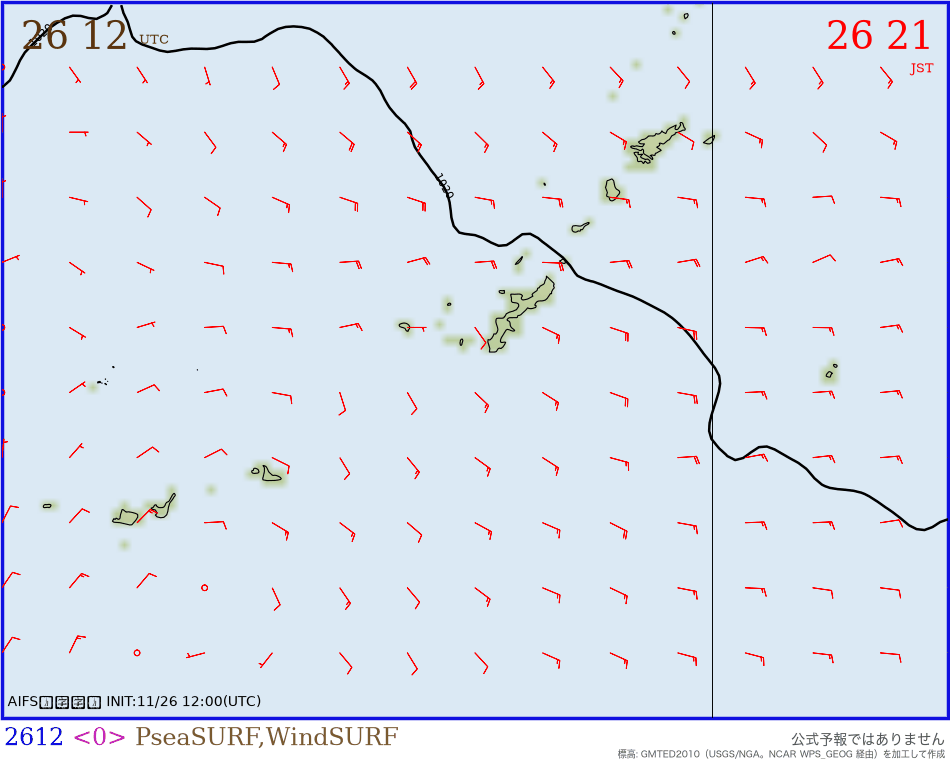 26 12 UTC
26 21
JST
1020
AIFS INIT:11/26 12:00(UTC)
2612 <0> PseaSURF,WindSURF
公式予報ではありません
標高: GMTED2010（USGS/NGA。NCAR WPS_GEOG 経由）を加工して作成